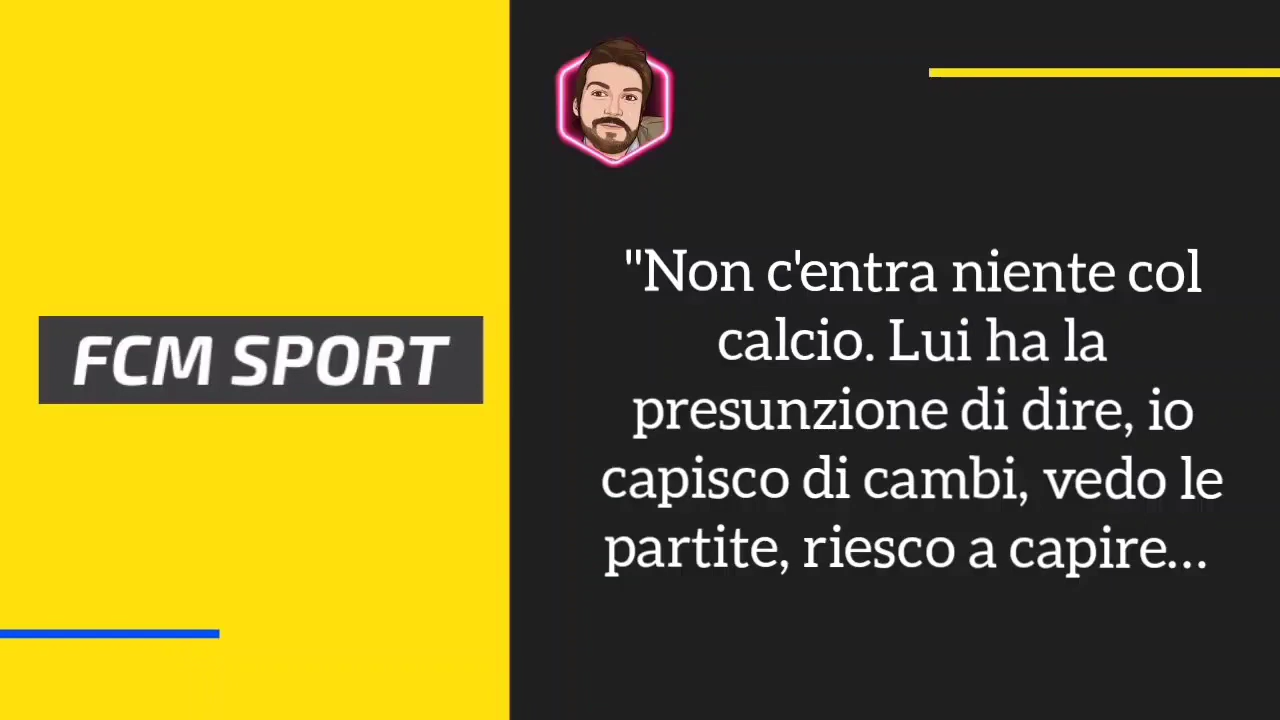 FCM SPORT
"Non c'entra niente col
calcio. Lui ha la
presunzione di dire, io
capisco di cambi, vedo le
partite, riesco a capire...